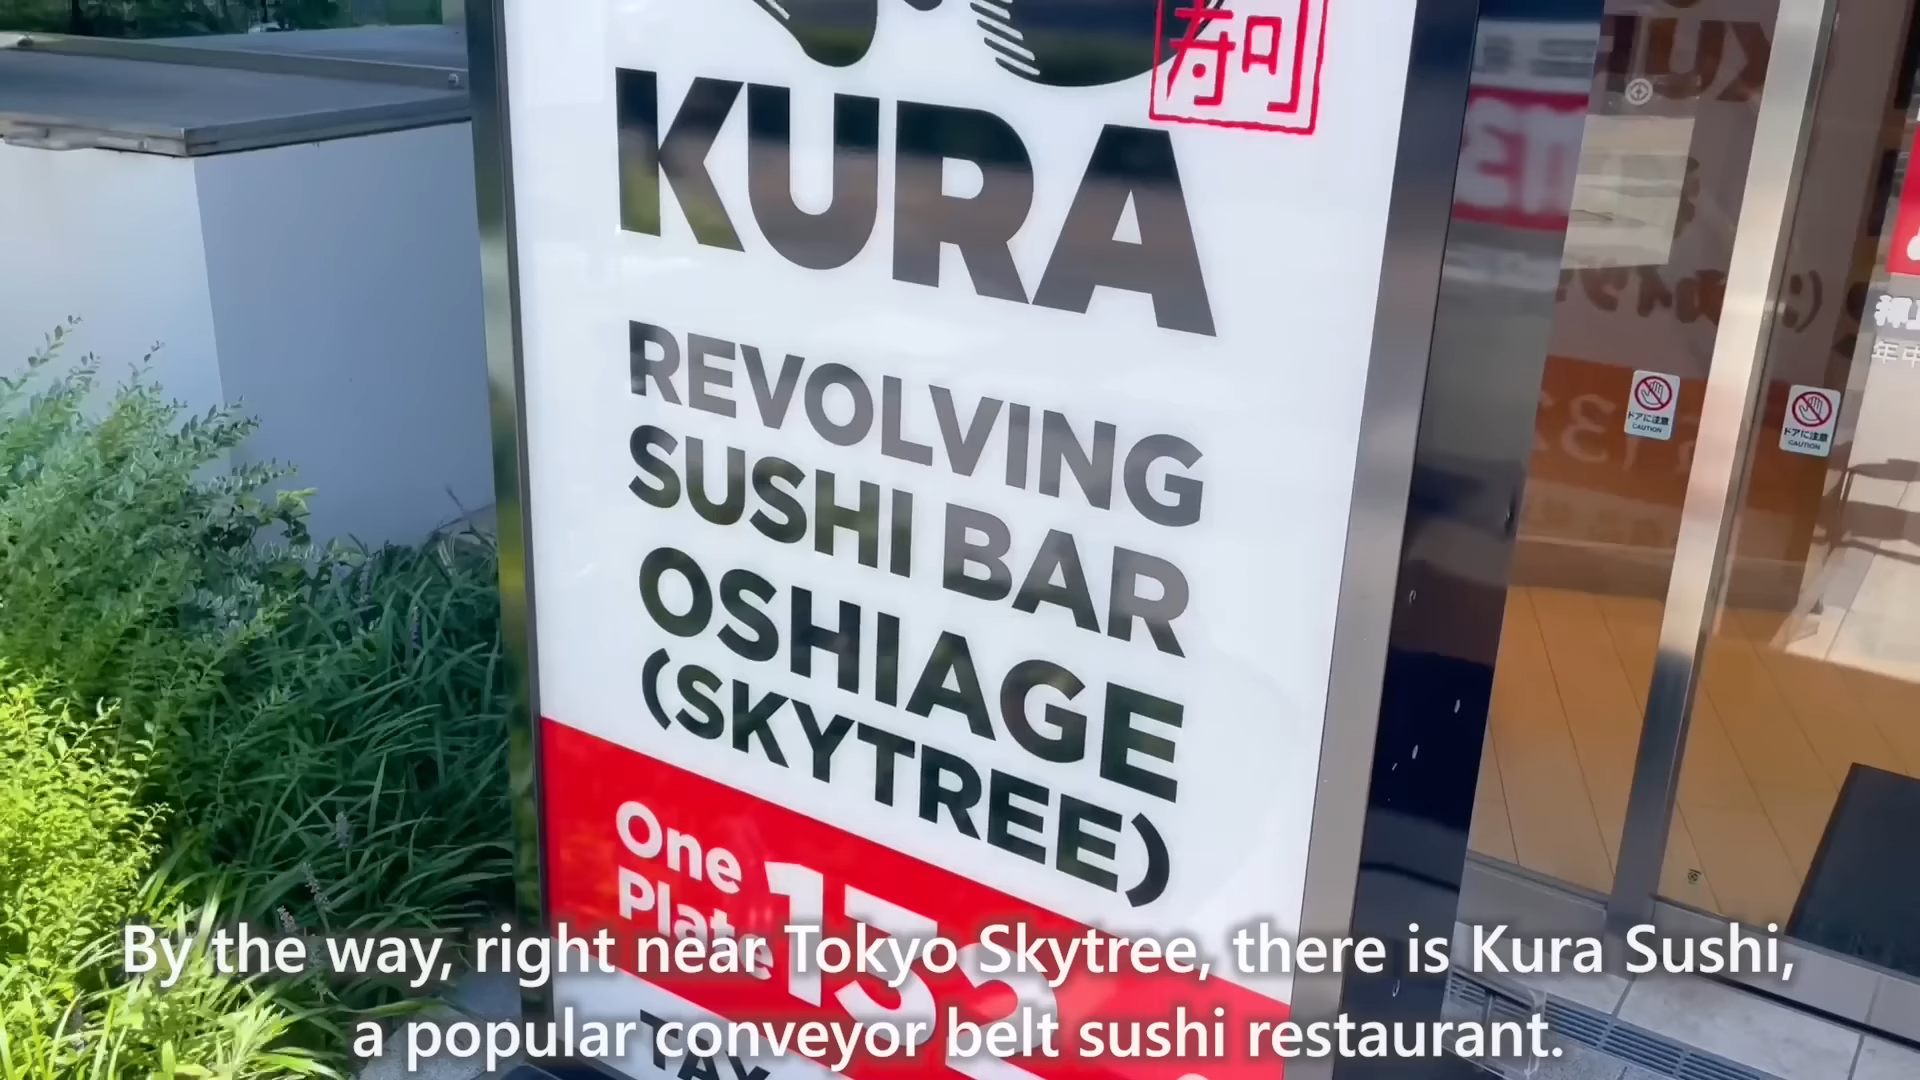 寿司
KURA
REVOLVING
SUSHI BAR
OSHIAGE
(SKYTREE)
One
Plate
132
TAX
ドアに注意
CAUTION
ドアに注意
CAUTION
By the way, right near Tokyo Skytree, there is Kura Sushi,
a popular conveyor belt sushi restaurant.